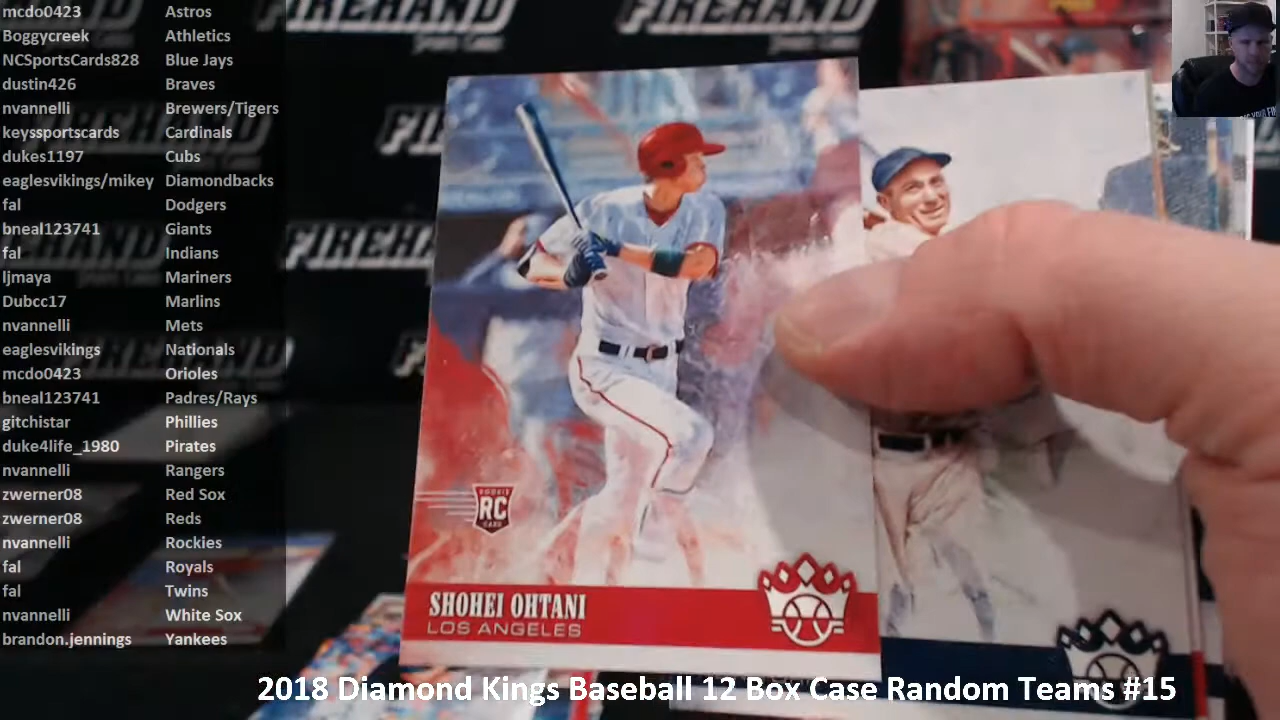 mcdo0423 Astros
Boggycreek Athletics
NCSportsCards828 Blue Jays
dustin426 Braves
nvannelli Brewers/Tigers
keyssportscards Cardinals
dukes1197 Cubs
eaglesvikings/mikey Diamondbacks
fal Dodgers
bneal123741 Giants
fal Indians
ljmaya Mariners
Dubcc17 Marlins
nvannelli Mets
eaglesvikings Nationals
mcdo0423 Orioles
bneal123741 Padres/Rays
gitchistar Phillies
duke4life_1980 Pirates
nvannelli Rangers
zwerner08 Red Sox
zwerner08 Reds
nvannelli Rockies
fal Royals
fal Twins
nvannelli White Sox
brandon.jennings Yankees
FIREHAND
ROOKIE
RC
CARD
SHOHEI OHTANI
LOS ANGELES
2018 Diamond Kings Baseball 12 Box Case Random Teams #15